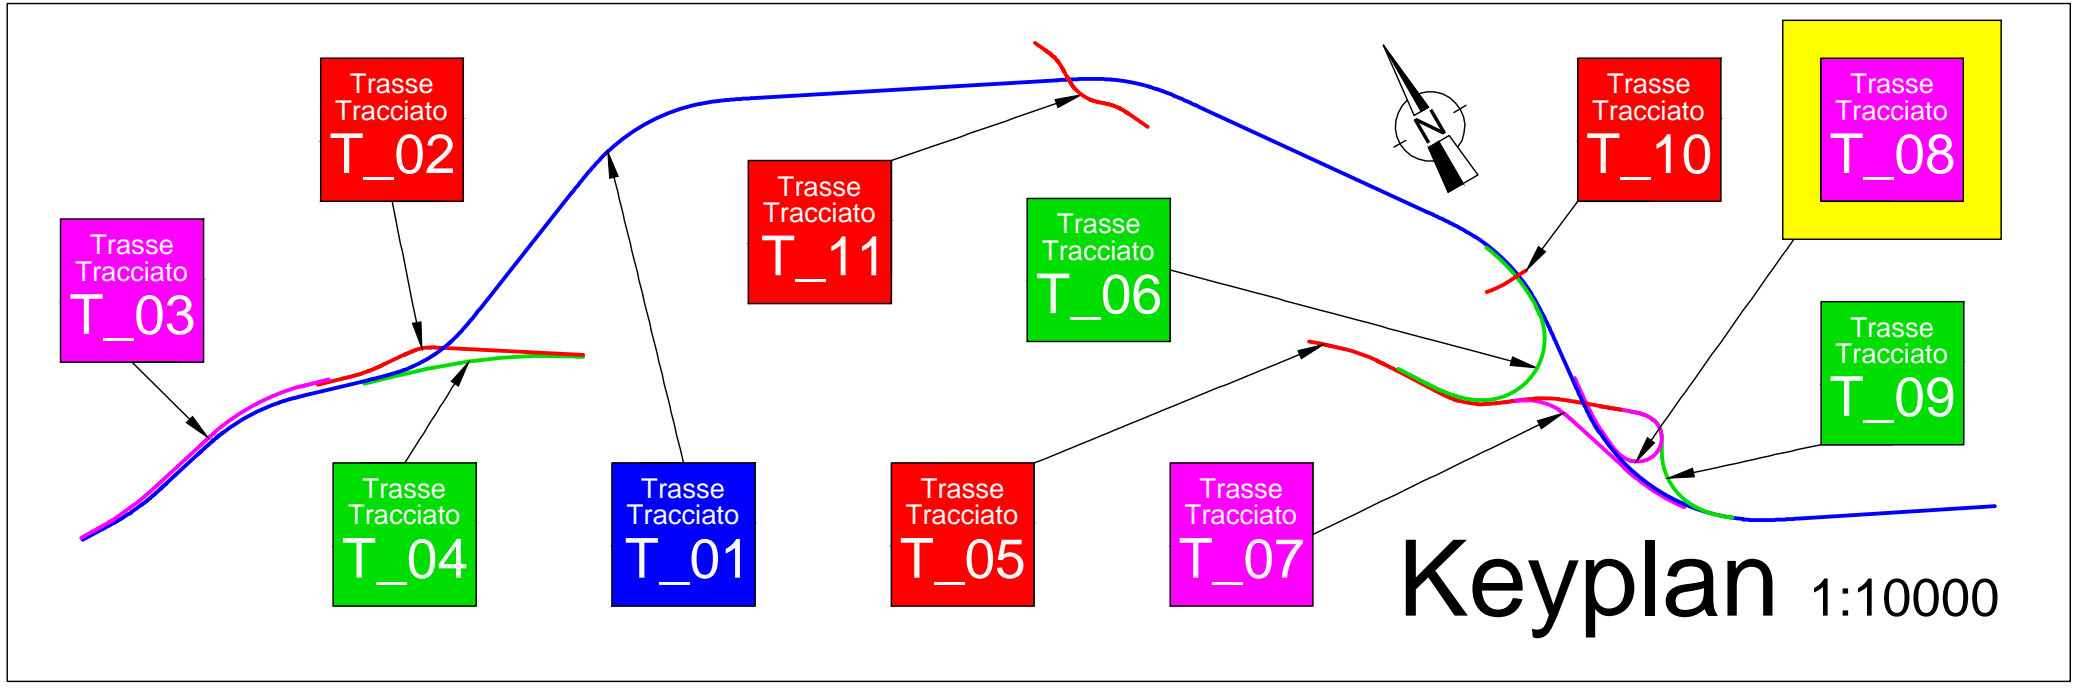 Trasse
Tracciato
T_02
Trasse
Tracciato
T_10
Trasse
Tracciato
T_08
Trasse
Tracciato
T_11
N
Trasse
Tracciato
T_06
Trasse
Tracciato
T_03
Trasse
Tracciato
T_09
Trasse
Tracciato
T_04
Trasse
Tracciato
T_01
Trasse
Tracciato
T_05
Trasse
Tracciato
T_07
Keyplan 1:10000